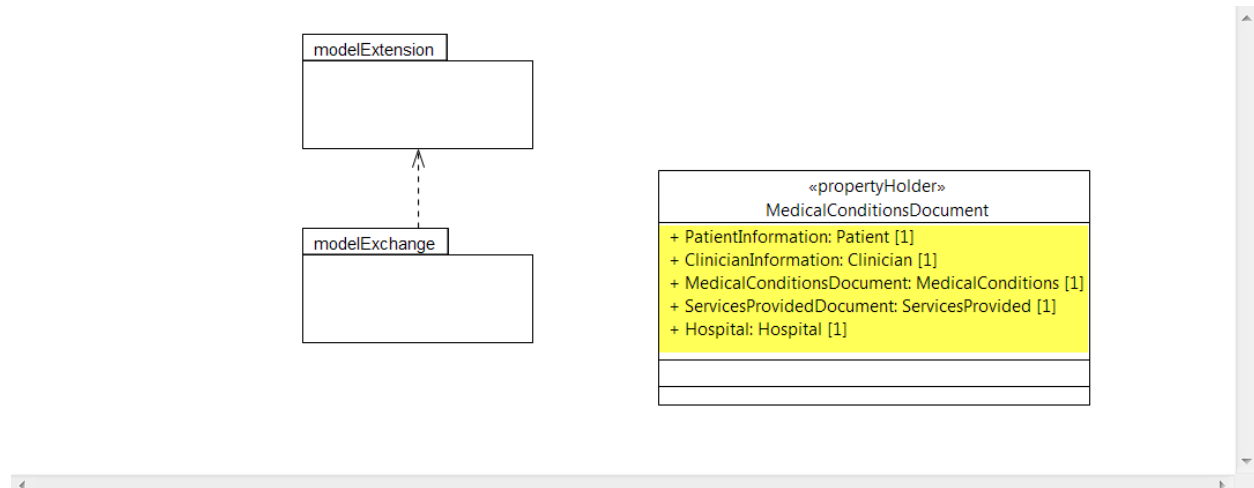 modelExtension
modelExchange
«propertyHolder»
MedicalConditionsDocument
+ PatientInformation: Patient [1]
+ ClinicianInformation: Clinician [1]
+ MedicalConditionsDocument: MedicalConditions [1]
+ ServicesProvidedDocument: ServicesProvided [1]
+ Hospital: Hospital [1]